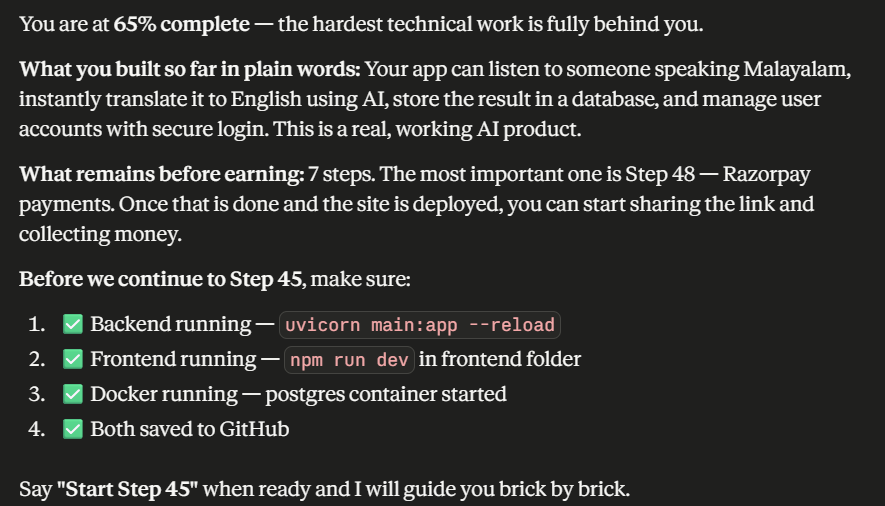 You are at 65% complete — the hardest technical work is fully behind you.
What you built so far in plain words: Your app can listen to someone speaking Malayalam,
instantly translate it to English using AI, store the result in a database, and manage user
accounts with secure login. This is a real, working AI product.
What remains before earning: 7 steps. The most important one is Step 48 — Razorpay
payments. Once that is done and the site is deployed, you can start sharing the link and
collecting money.
Before we continue to Step 45, make sure:
1. ✅ Backend running — uvicorn main:app --reload
2. ✅ Frontend running — npm run dev in frontend folder
3. ✅ Docker running — postgres container started
4. ✅ Both saved to GitHub
Say "Start Step 45" when ready and I will guide you brick by brick.